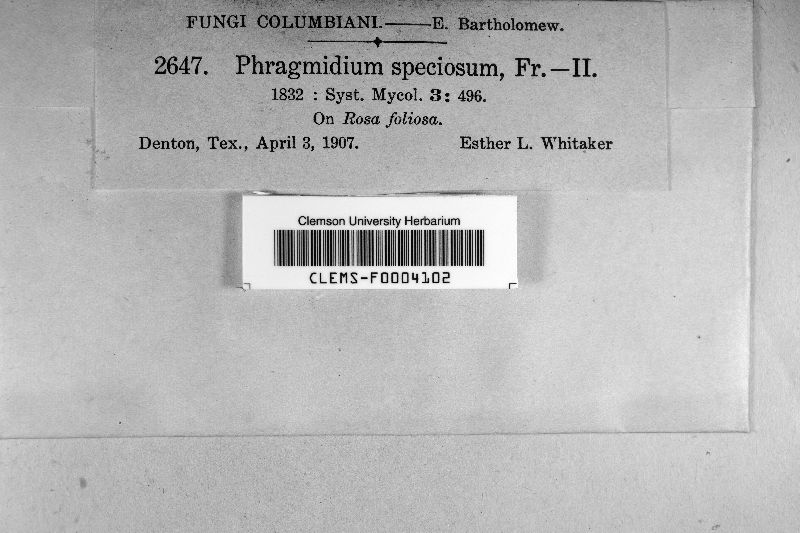 FUNGI COLUMBIANI.——E. Bartholomew.
2647. Phragmidium speciosum, Fr.—II.
1832 : Syst. Mycol. 3: 496.
On Rosa foliosa.
Denton, Tex., April 3, 1907. Esther L. Whitaker
Clemson University Herbarium
CLEMS-F0004102